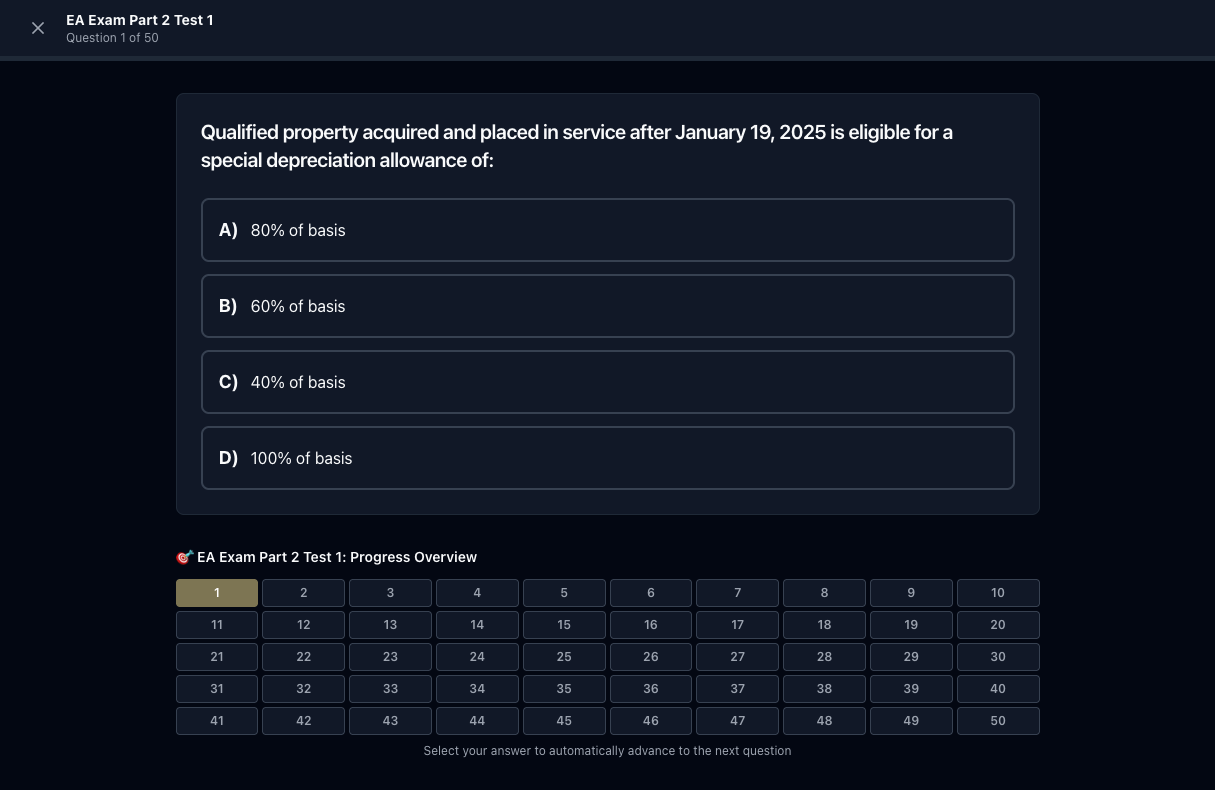 EA Exam Part 2 Test 1
Question 1 of 50
Qualified property acquired and placed in service after January 19, 2025 is eligible for a
special depreciation allowance of:
A) 80% of basis
B) 60% of basis
C) 40% of basis
D) 100% of basis
🎯 EA Exam Part 2 Test 1: Progress Overview
1 2 3 4 5 6 7 8 9 10
11 12 13 14 15 16 17 18 19 20
21 22 23 24 25 26 27 28 29 30
31 32 33 34 35 36 37 38 39 40
41 42 43 44 45 46 47 48 49 50
Select your answer to automatically advance to the next question